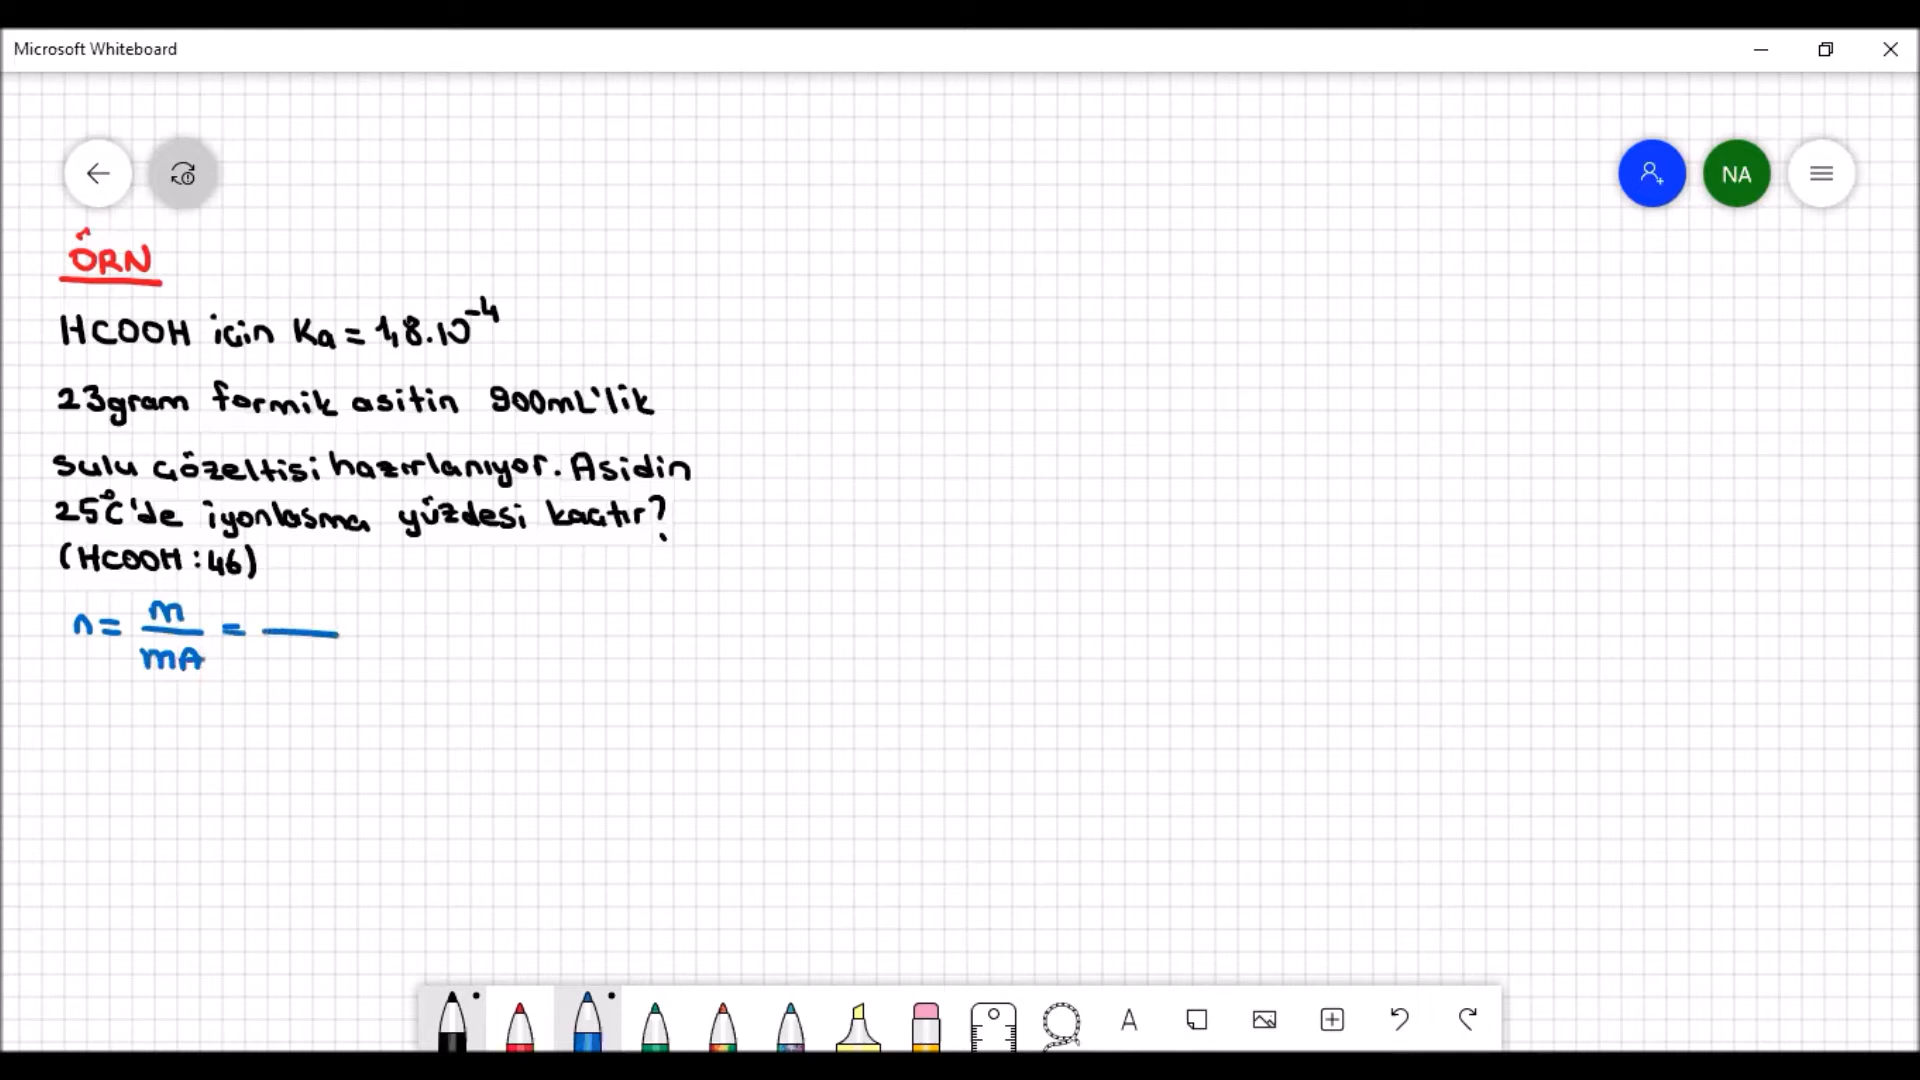 Microsoft Whiteboard
NA
ÖRN
HCOOH için Ka = 1,8.10⁻⁴
23gram formik asitin 900mL'lik
sulu çözeltisi hazırlanıyor. Asidin
25°C'de iyonlaşma yüzdesi kaçtır?
(HCOOH : 46)
n = m/mA = —
A